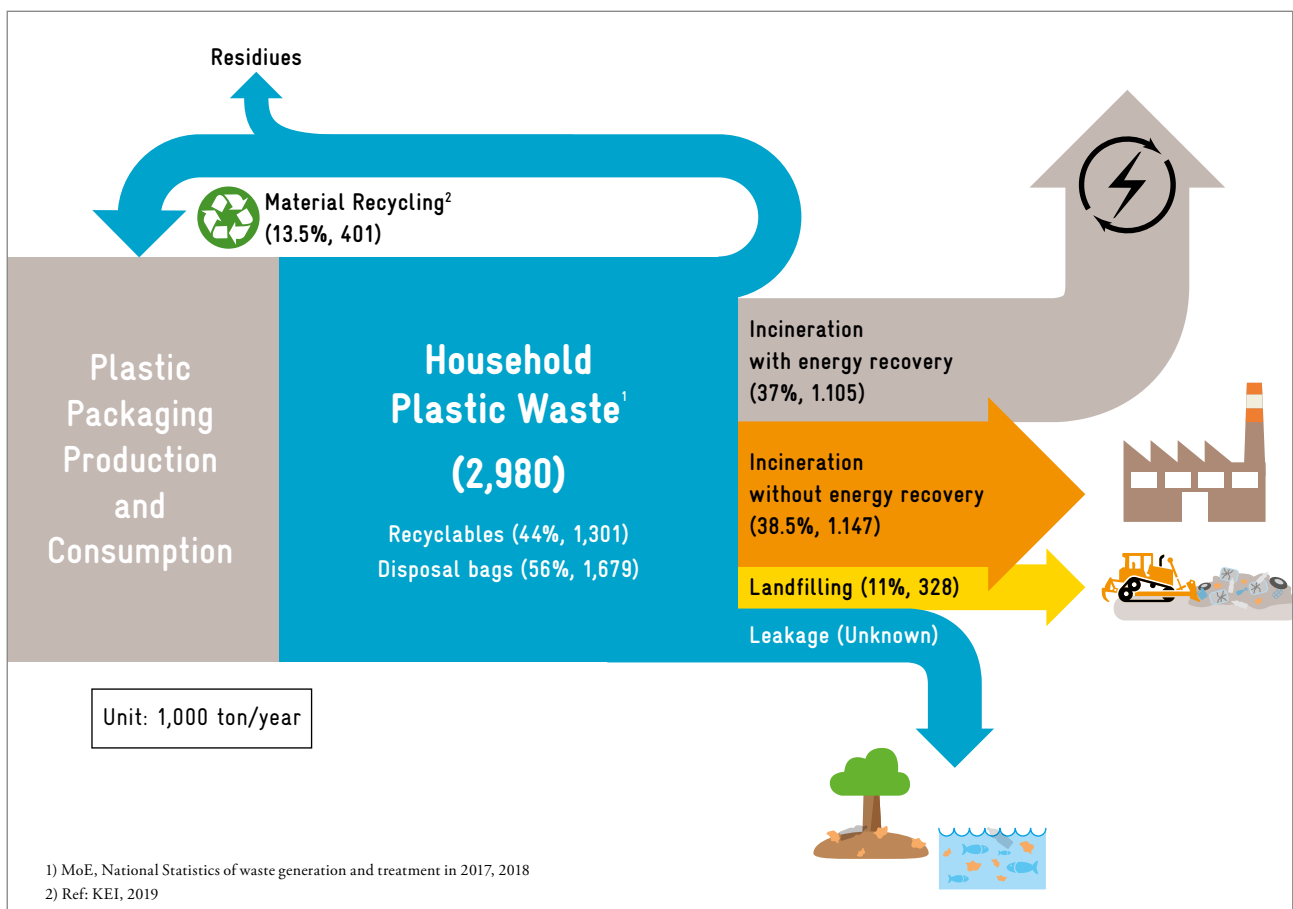 Residiues
Material Recycling²
(13.5%, 401)
Plastic
Packaging
Production
and
Consumption
Household
Plastic Waste¹
(2,980)
Recyclables (44%, 1,301)
Disposal bags (56%, 1,679)
Incineration
with energy recovery
(37%, 1.105)
Incineration
without energy recovery
(38.5%, 1.147)
Landfilling (11%, 328)
Leakage (Unknown)
Unit: 1,000 ton/year
1) MoE, National Statistics of waste generation and treatment in 2017, 2018
2) Ref: KEI, 2019